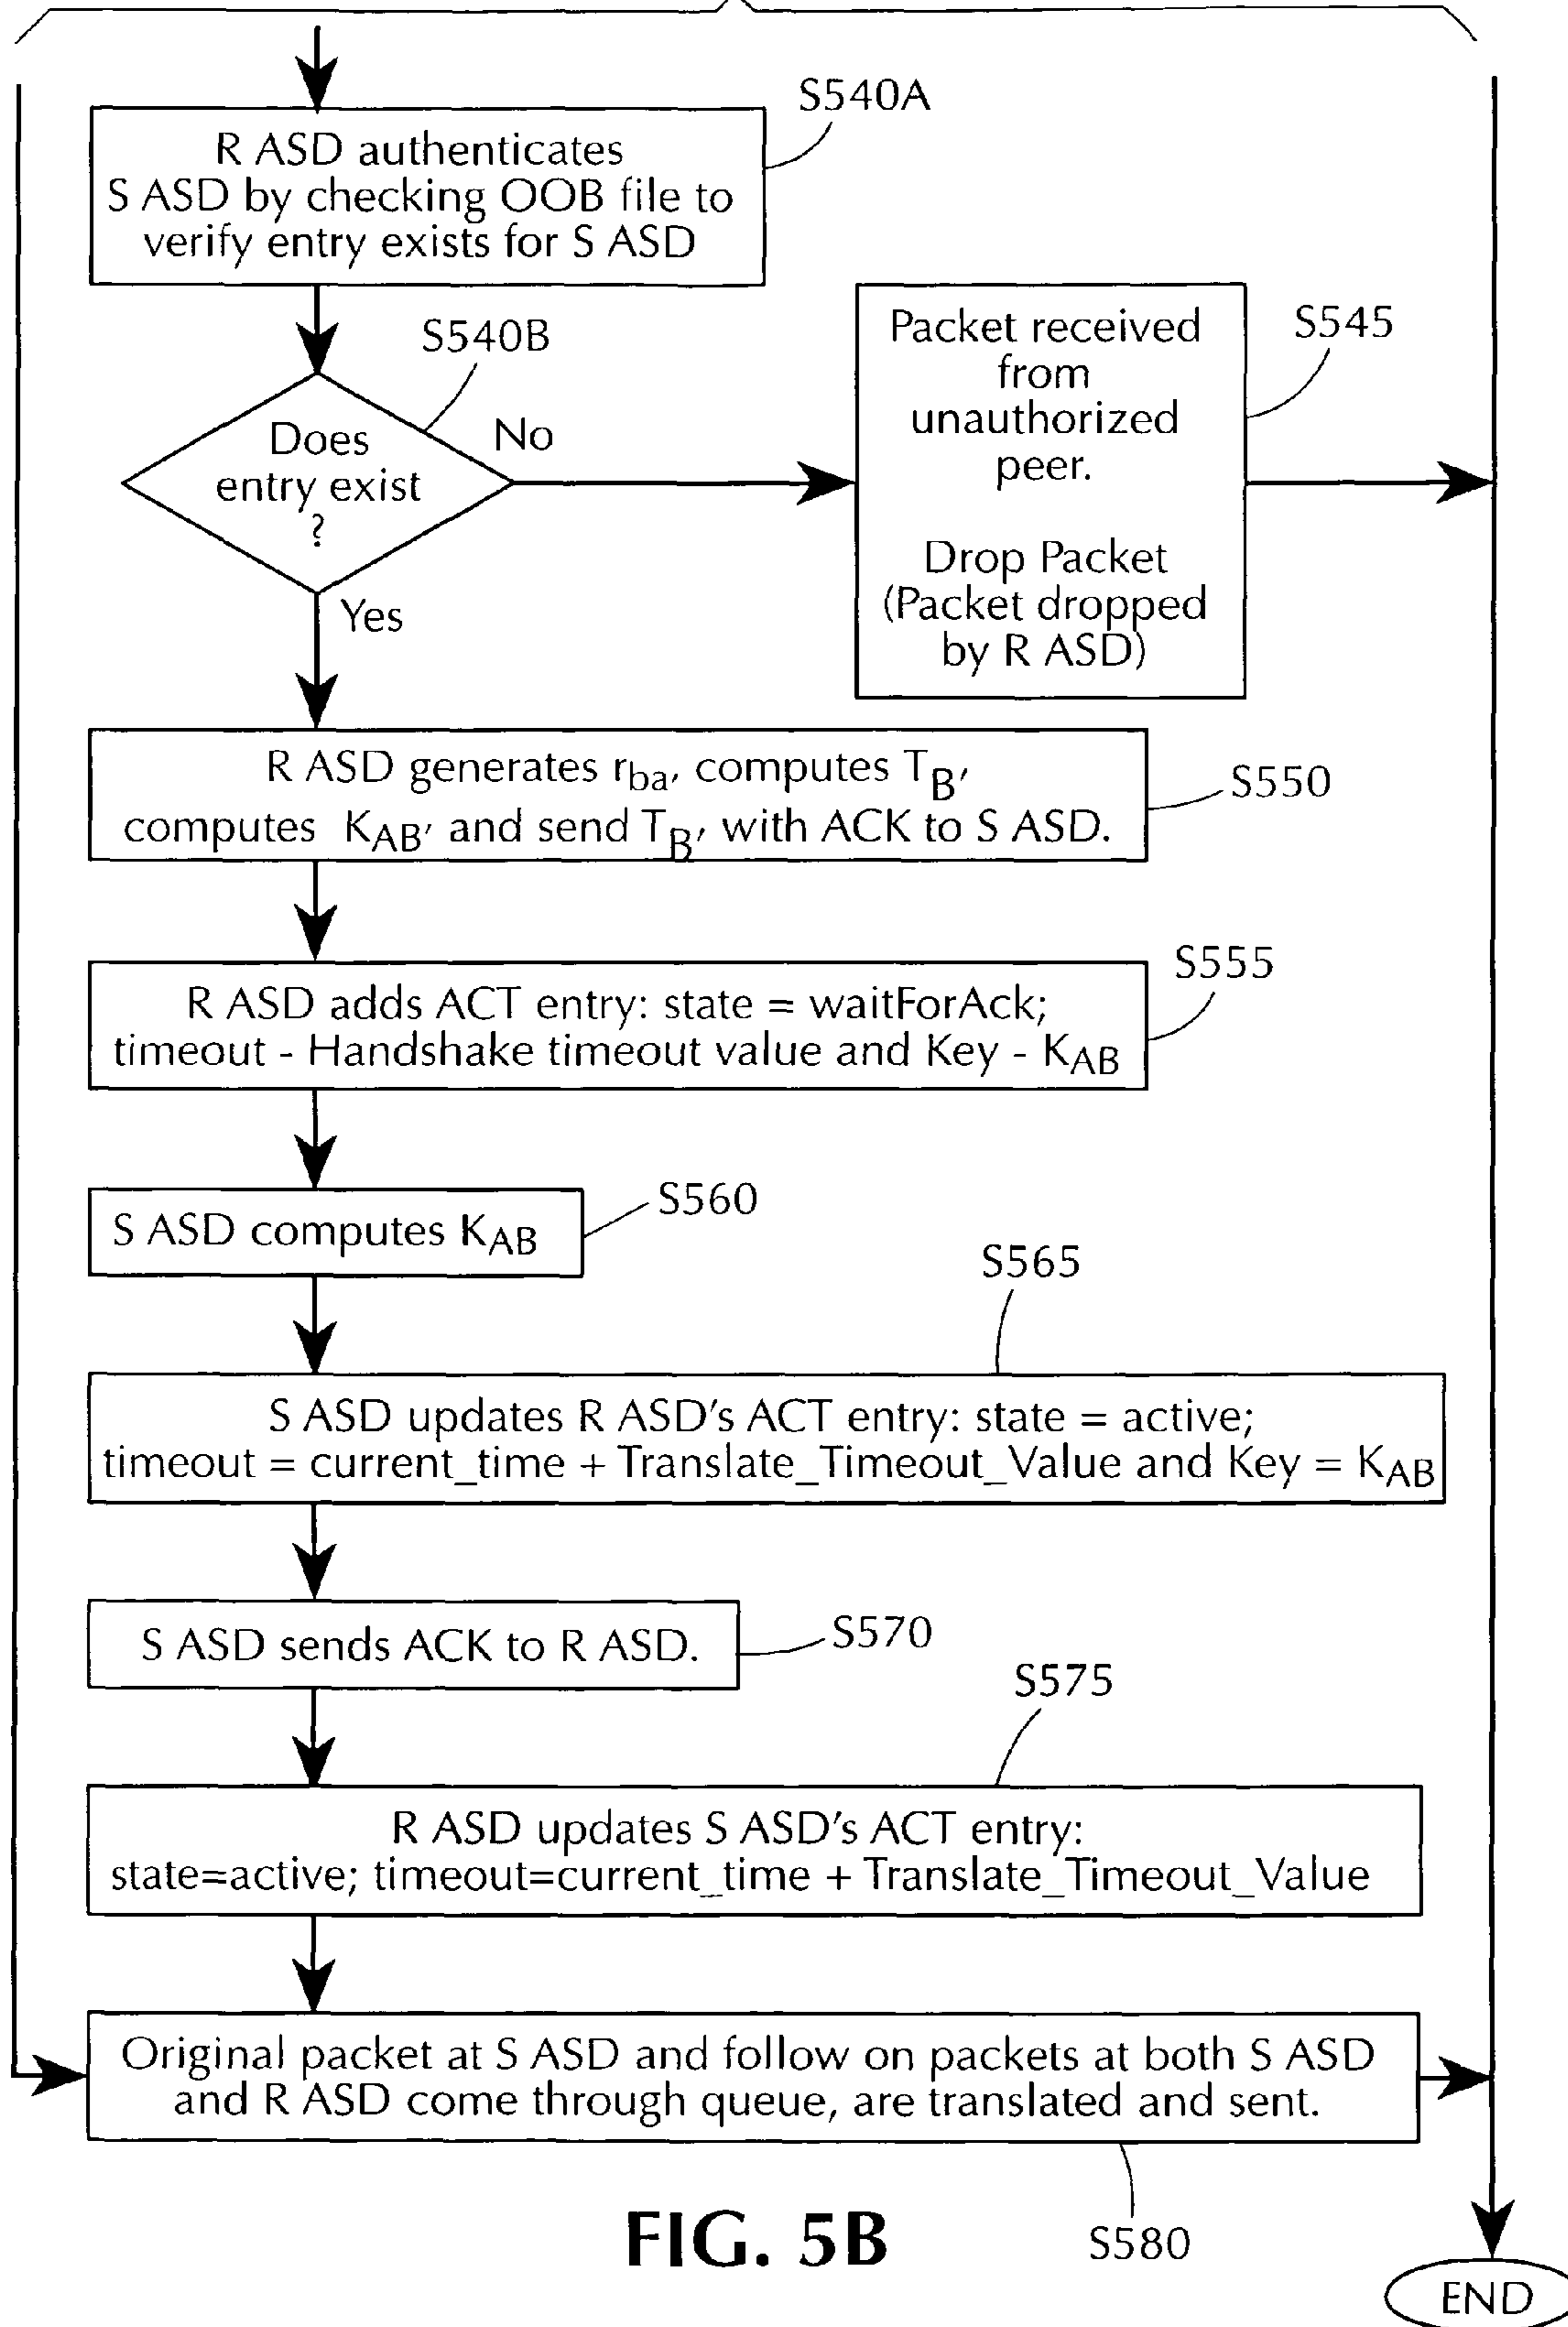 S540A
R ASD authenticates
S ASD by checking OOB file to
verify entry exists for S ASD
S540B
Does
entry exist
?
No
Yes
Packet received
from
unauthorized
peer.
Drop Packet
(Packet dropped
by R ASD)
S545
R ASD generates rba, computes TB,
computes KAB, and send TB, with ACK to S ASD.
S550
R ASD adds ACT entry: state = waitForAck;
timeout - Handshake timeout value and Key - KAB
S555
S ASD computes KAB
S560
S565
S ASD updates R ASD's ACT entry: state = active;
timeout = current_time + Translate_Timeout_Value and Key = KAB
S ASD sends ACK to R ASD.
S570
S575
R ASD updates S ASD's ACT entry:
state=active; timeout=current_time + Translate_Timeout_Value
Original packet at S ASD and follow on packets at both S ASD
and R ASD come through queue, are translated and sent.
S580
FIG. 5B
END